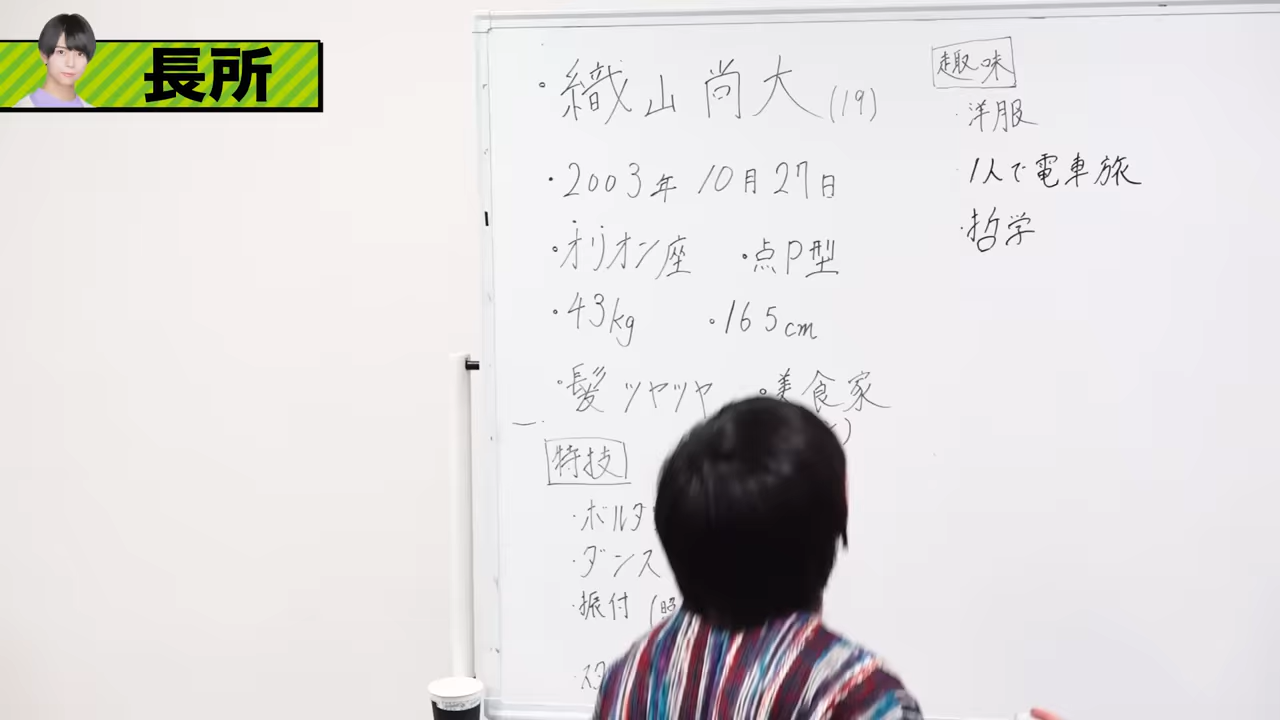 長所
・織山尚大(19)
・2003年 10月27日
・オリオン座 ・点P型
・43kg ・165cm
・髪ツヤツヤ ・美食家
特技
・ボルダ
・ダンス
・振付 (昭
趣味
・洋服
・1人で電車旅
・哲学